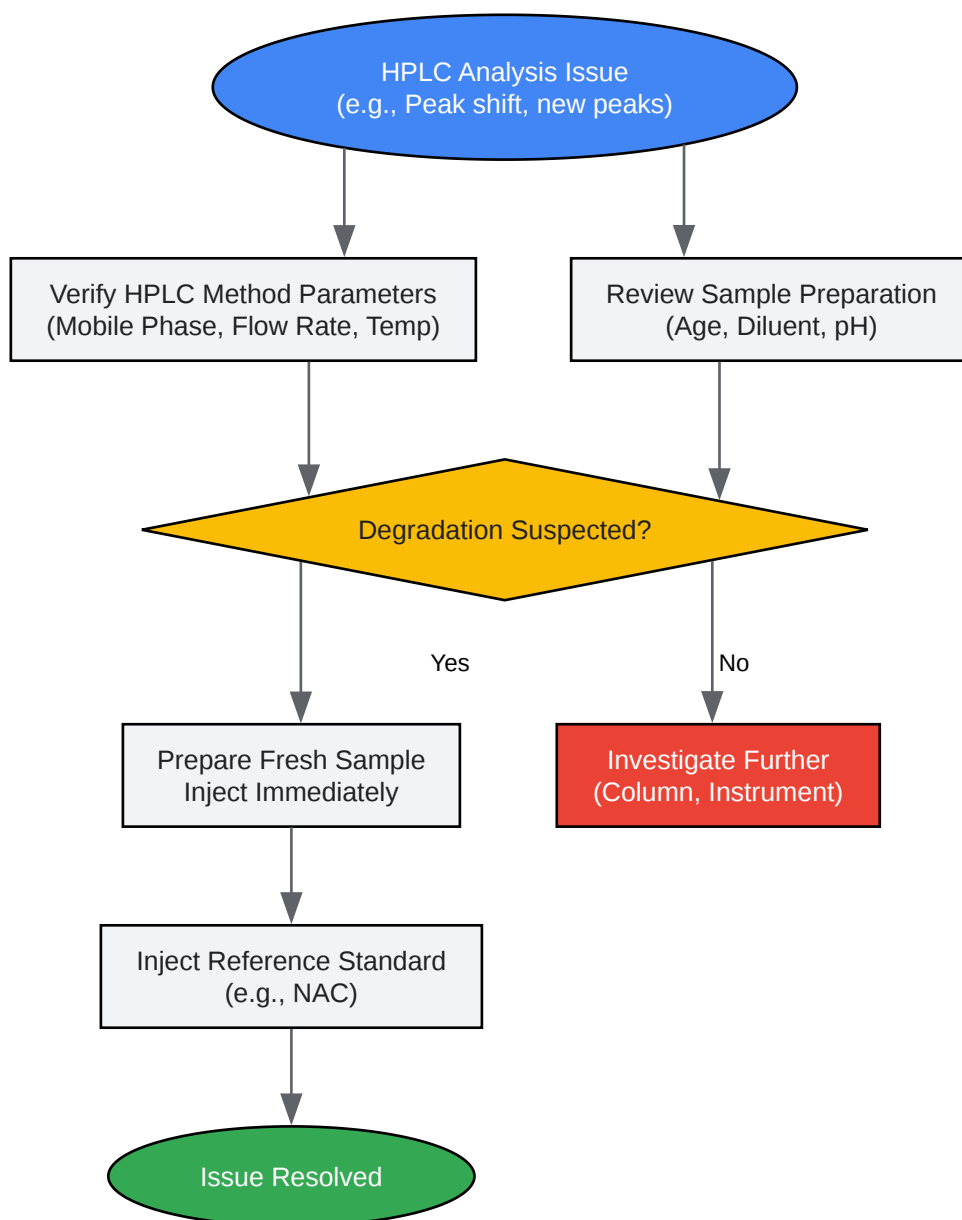 HPLC Analysis Issue
(e.g., Peak shift, new peaks)
Verify HPLC Method Parameters
(Mobile Phase, Flow Rate, Temp)
Review Sample Preparation
(Age, Diluent, pH)
Degradation Suspected?
Yes
No
Prepare Fresh Sample
Inject Immediately
Investigate Further
(Column, Instrument)
Inject Reference Standard
(e.g., NAC)
Issue Resolved